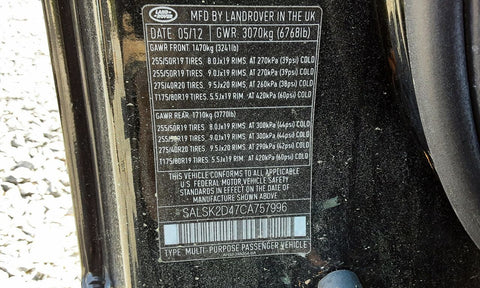 LAND ROVER
MFD BY LANDROVER IN THE UK
DATE 05/12 GWR: 3070kg (6768lb)
GAWR FRONT: 1470kg (3241lb)
255/50R19 TIRES. 8.0Jx19 RIMS, AT 270kPa (39psi) COLD
255/50R19 TIRES. 9.0Jx19 RIMS, AT 270kPa (39psi) COLD
275/40R20 TIRES. 9.5Jx20 RIMS, AT 260kPa (38psi) COLD
T175/80R19 TIRES. 5.5Jx19 RIMS, AT 420kPa (60psi) COLD
GAWR REAR: 1710kg (3770lb)
255/50R19 TIRES. 8.0Jx19 RIMS, AT 300kPa (44psi) COLD
255/50R19 TIRES. 9.0Jx19 RIMS, AT 300kPa (44psi) COLD
275/40R20 TIRES. 9.5Jx20 RIMS, AT 290kPa (42psi) COLD
T175/80R19 TIRES. 5.5Jx19 RIMS, AT 420kPa (60psi) COLD
THIS VEHICLE CONFORMS TO ALL APPLICABLE
U.S FEDERAL MOTOR VEHICLE SAFETY
STANDARDS IN EFFECT ON THE DATE OF
MANUFACTURE SHOWN ABOVE.
SALSK2D47CA757996
TYPE: MULTI-PURPOSE PASSENGER VEHICLE